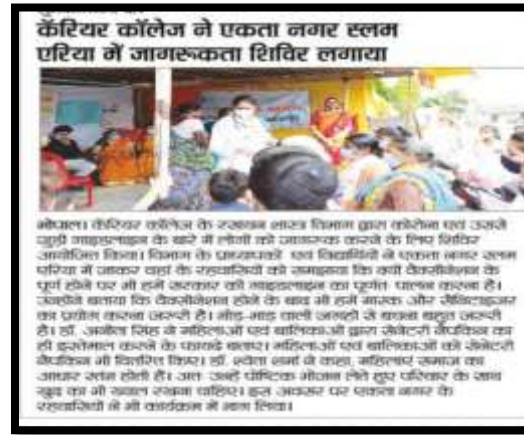 कॅरियर कॉलेज ने एकता नगर स्लम
एरिया में जागरूकता शिविर लगाया
भोपाल। कॅरियर कॉलेज के रसायन शास्त्र विभाग द्वारा कोरोना एवं उससे
जुड़ी गाइडलाइन के बारे में लोगों को जागरूक करने के लिए शिविर
आयोजित किया। विभाग के प्राध्यापकों एवं विद्यार्थियों ने एकता नगर स्लम
एरिया में जाकर वहां के रहवासियों को समझाया कि क्यों वैक्सीनेशन के
पूर्ण होने पर भी हमें सरकार की गाइडलाइन का पूर्णतः पालन करना है।
उन्होंने बताया कि वैक्सीनेशन होने के बाद भी हमें मास्क और सैनिटाइजर
का प्रयोग करना जरूरी है। भीड़-भाड़ वाली जगहों से बचना बहुत जरूरी
है। डॉ. अनीता सिंह ने महिलाओं एवं बालिकाओं द्वारा सेनेटरी नैपकिन का
ही इस्तेमाल करने के फायदे बताए। महिलाओं एवं बालिकाओं को सेनेटरी
नैपकिन भी वितरित किए। डॉ. श्वेता शर्मा ने कहा, महिलाएं समाज का
आधार स्तंभ होती हैं। अतः उन्हें पौष्टिक भोजन लेते हुए परिवार के साथ
खुद का भी ख्याल रखना चाहिए। इस अवसर पर एकता नगर के
रहवासियों ने भी कार्यक्रम में भाग लिया।